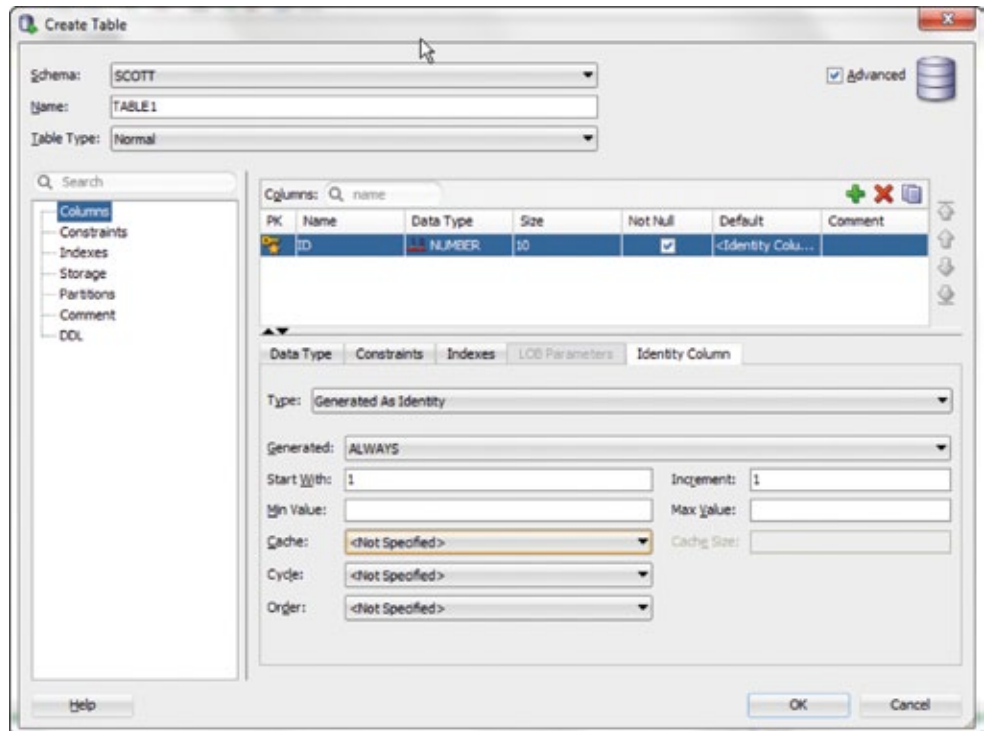 Create Table
Schema: SCOTT Advanced
Name: TABLE1
Table Type: Normal
Search
Columns
Constraints
Indexes
Storage
Partitions
Comment
DDL
Columns: name
PK Name Data Type Size Not Null Default Comment
ID NUMBER 10 <Identity Colu...
Data Type Constraints Indexes LOB Parameters Identity Column
Type: Generated As Identity
Generated: ALWAYS
Start With: 1 Increment: 1
Min Value: Max Value:
Cache: <Not Specified> Cache Size:
Cycle: <Not Specified>
Order: <Not Specified>
Help OK Cancel